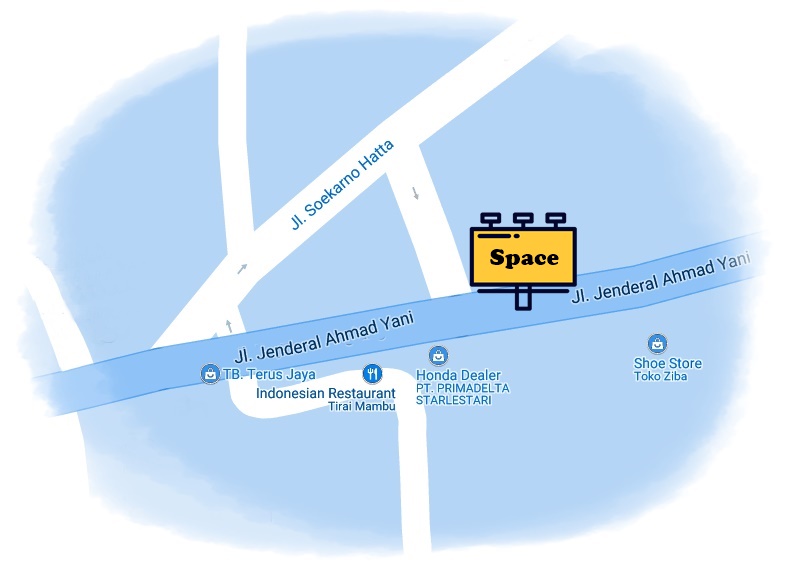 Jl. Soekarno Hatta
Space
Jl. Jenderal Ahmad Yani
Jl. Jenderal Ahmad Yani
TB. Terus Jaya
Indonesian Restaurant
Tirai Mambu
Honda Dealer
PT. PRIMADELTA
STARLESTARI
Shoe Store
Toko Ziba